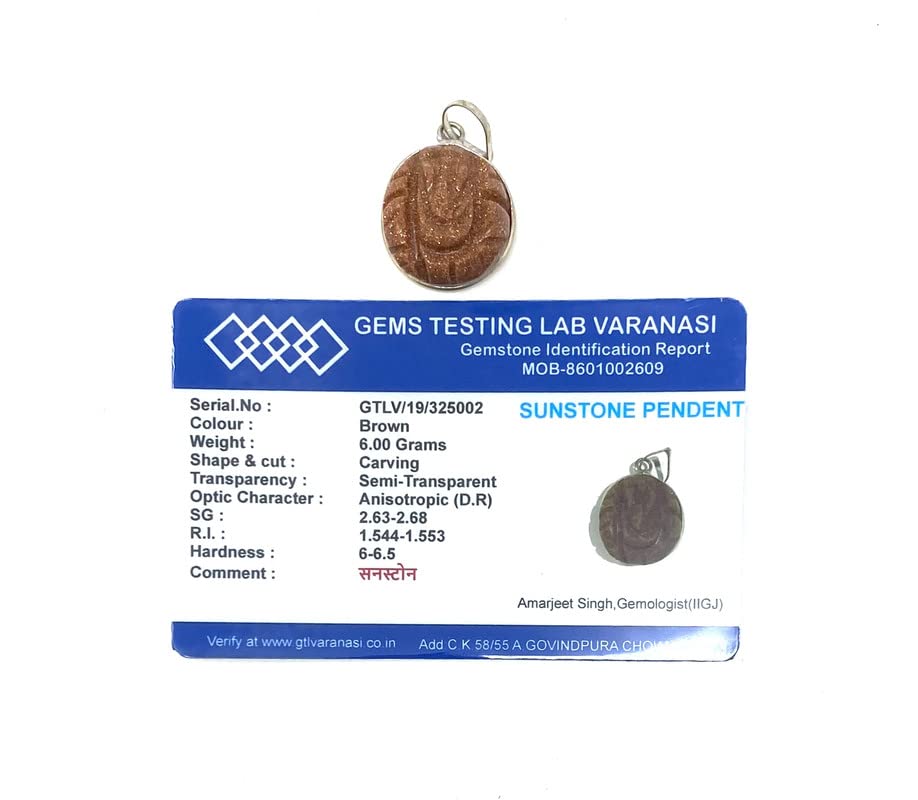 GEMS TESTING LAB VARANASI
Gemstone Identification Report
MOB-8601002609
SUNSTONE PENDENT
Serial.No : GTLV/19/325002
Colour : Brown
Weight : 6.00 Grams
Shape & cut : Carving
Transparency : Semi-Transparent
Optic Character : Anisotropic (D.R)
SG : 2.63-2.68
R.I. : 1.544-1.553
Hardness : 6-6.5
Comment : सनस्टोन
Amarjeet Singh,Gemologist(IIGJ)
Verify at www.gtlvaranasi.co.in Add C K 58/55 A GOVINDPURA